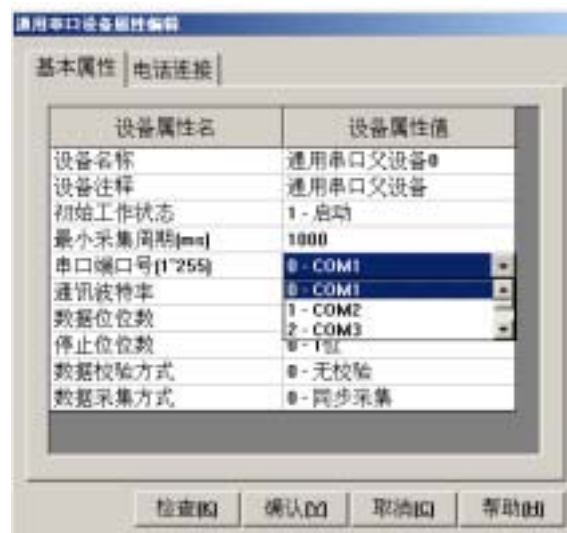 通用串口设备属性编辑
基本属性 电话连接
设备属性名 设备属性值
设备名称 通用串口父设备0
设备注释 通用串口父设备
初始工作状态 1 - 启动
最小采集周期(ms) 1000
串口端口号(1~255) 0 - COM1
通讯波特率 0 - COM1
数据位位数 1 - COM2
2 - COM3
停止位位数 0 - 1位
数据校验方式 0 - 无校验
数据采集方式 0 - 同步采集
检查(K) 确认(Y) 取消(C) 帮助(H)